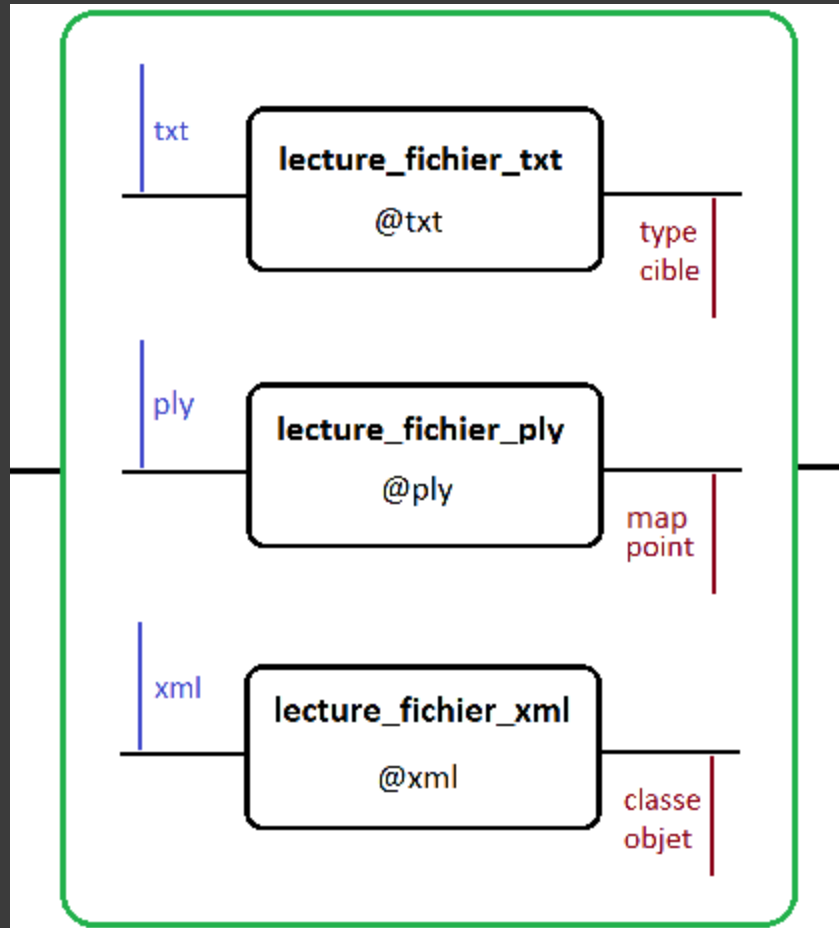 txt
lecture_fichier_txt
@txt
type
cible
ply
lecture_fichier_ply
@ply
map
point
xml
lecture_fichier_xml
@xml
classe
objet